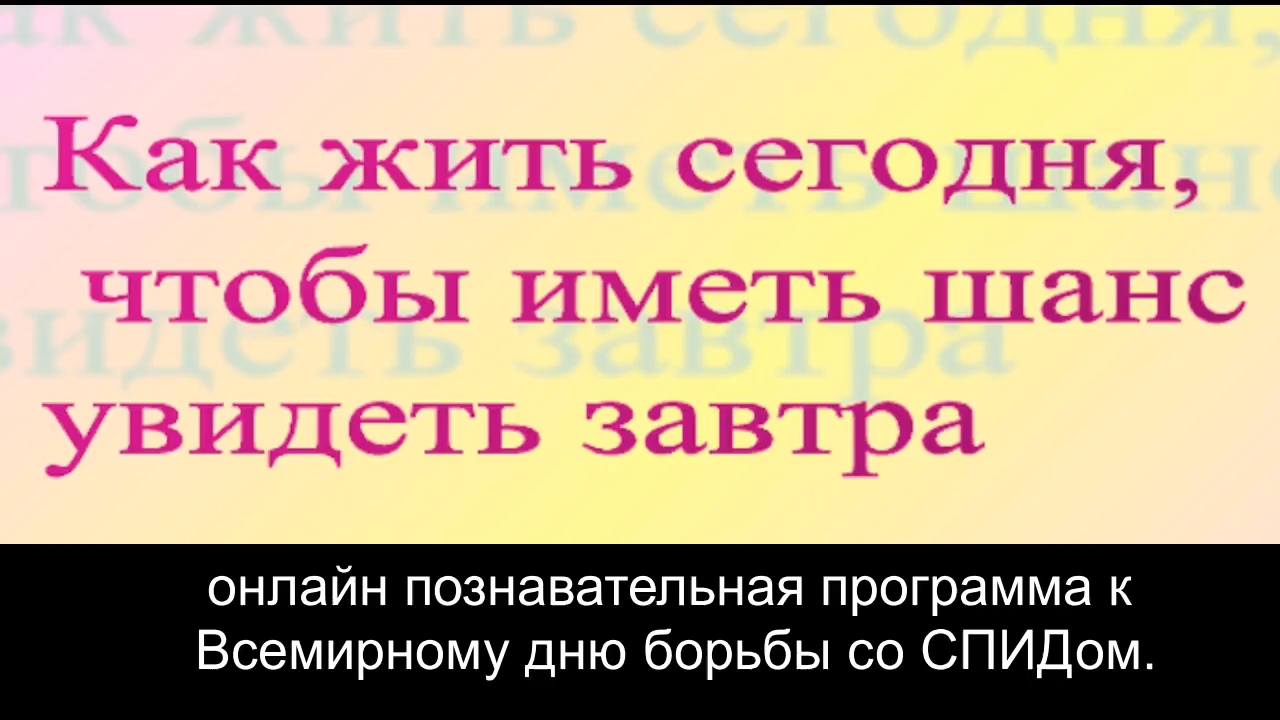 Как жить сегодня,
чтобы иметь шанс
увидеть завтра
онлайн познавательная программа к
Всемирному дню борьбы со СПИДом.